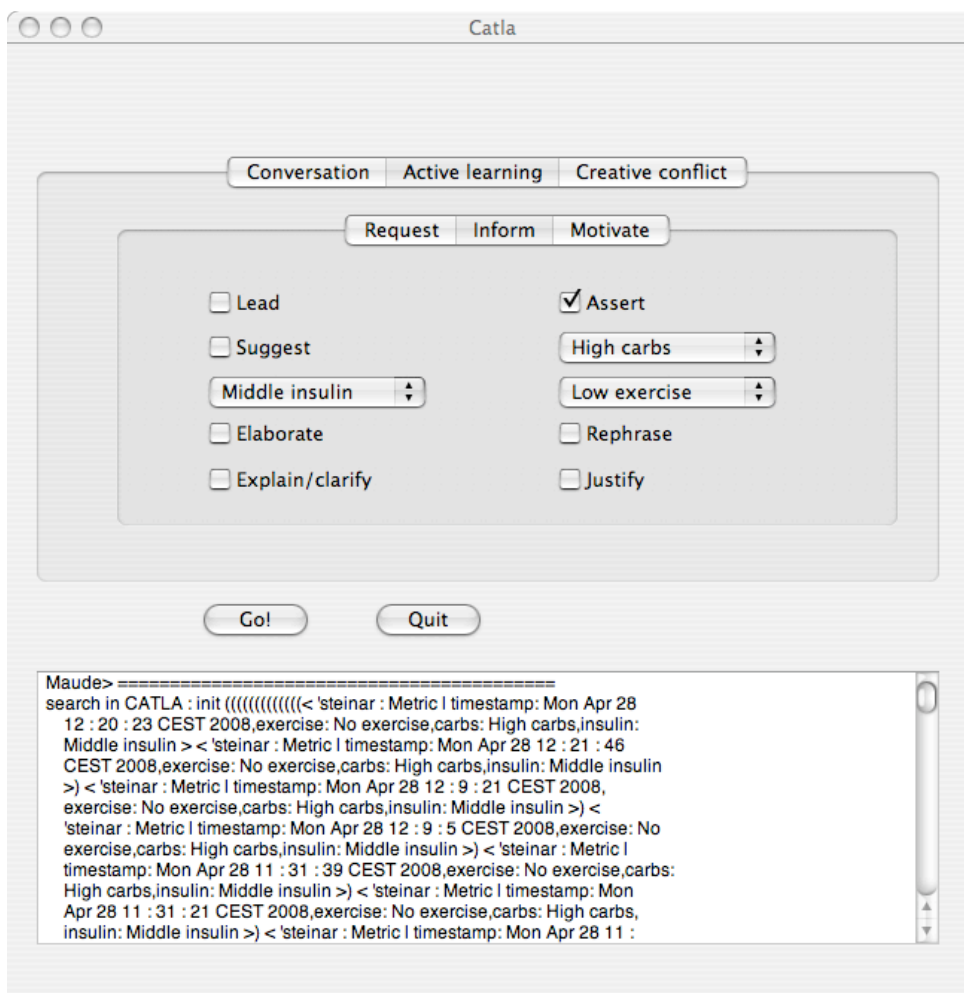 Catla
Conversation Active learning Creative conflict
Request Inform Motivate
Lead Assert
Suggest High carbs
Middle insulin Low exercise
Elaborate Rephrase
Explain/clarify Justify
Go! Quit
Maude> ==========================================
search in CATLA : init (((((((((((((< 'steinar : Metric | timestamp: Mon Apr 28
12 : 20 : 23 CEST 2008,exercise: No exercise,carbs: High carbs,insulin:
Middle insulin > < 'steinar : Metric | timestamp: Mon Apr 28 12 : 21 : 46
CEST 2008,exercise: No exercise,carbs: High carbs,insulin: Middle insulin
>) < 'steinar : Metric | timestamp: Mon Apr 28 12 : 9 : 21 CEST 2008,
exercise: No exercise,carbs: High carbs,insulin: Middle insulin >) <
'steinar : Metric | timestamp: Mon Apr 28 12 : 9 : 5 CEST 2008,exercise: No
exercise,carbs: High carbs,insulin: Middle insulin >) < 'steinar : Metric |
timestamp: Mon Apr 28 11 : 31 : 39 CEST 2008,exercise: No exercise,carbs:
High carbs,insulin: Middle insulin >) < 'steinar : Metric | timestamp: Mon
Apr 28 11 : 31 : 21 CEST 2008,exercise: No exercise,carbs: High carbs,
insulin: Middle insulin >) < 'steinar : Metric | timestamp: Mon Apr 28 11 :